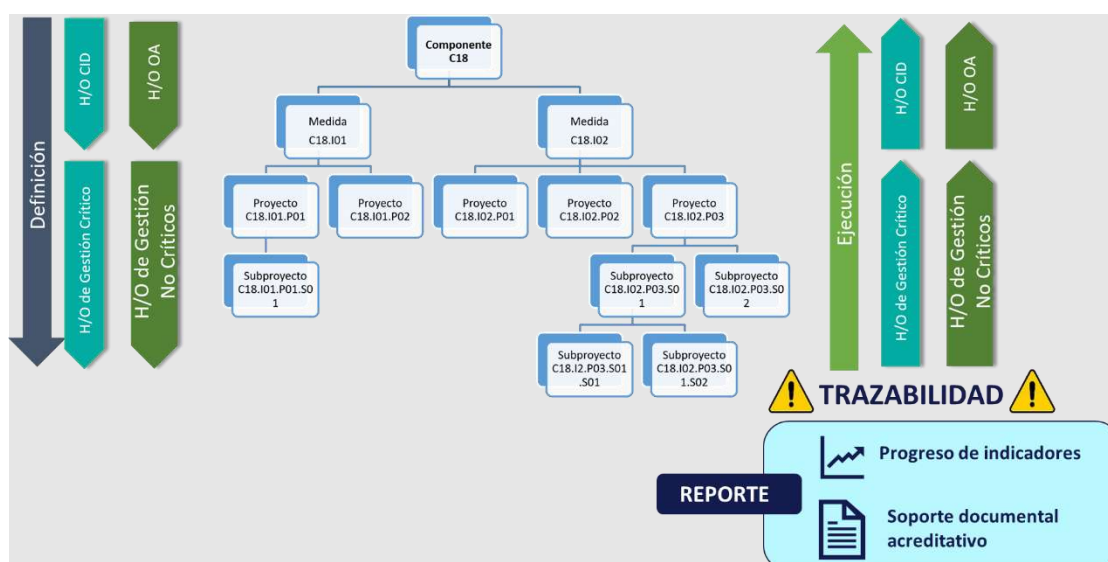 Definición
H/O CID
H/O OA
H/O de Gestión Crítico
H/O de Gestión
No Críticos
Componente
C18
Medida
C18.I01
Medida
C18.I02
Proyecto
C18.I01.P01
Proyecto
C18.I01.P02
Proyecto
C18.I02.P01
Proyecto
C18.I02.P02
Proyecto
C18.I02.P03
Subproyecto
C18.I01.P01.S0
1
Subproyecto
C18.I02.P03.S0
1
Subproyecto
C18.I02.P03.S0
2
Subproyecto
C18.I2.P03.S01
.S01
Subproyecto
C18.I02.P03.S0
1.S02
Ejecución
H/O CID
H/O OA
H/O de Gestión Crítico
H/O de Gestión
No Críticos
TRAZABILIDAD
REPORTE
Progreso de indicadores
Soporte documental
acreditativo